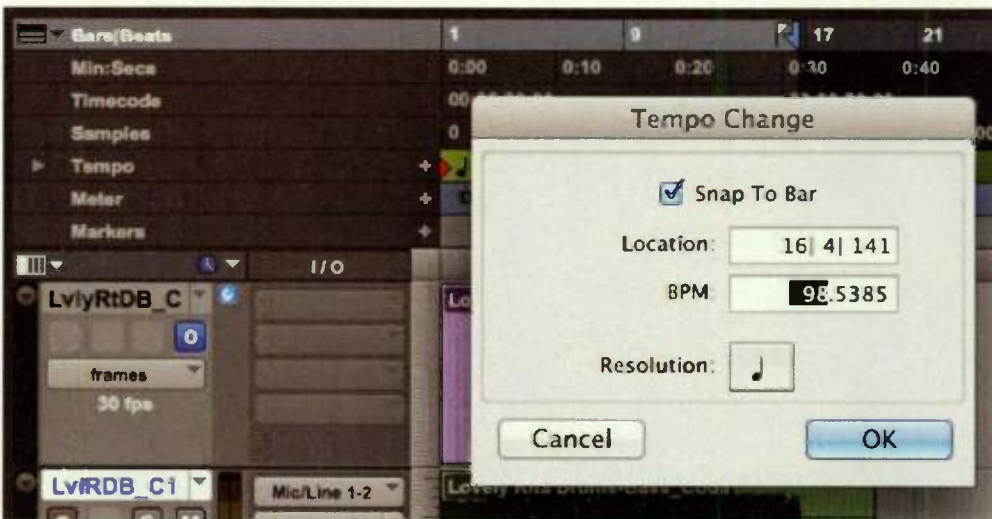 Bars|Beats
1 9 17 21
Min:Secs
0:00 0:10 0:20 0:30 0:40
Timecode
Samples
0
Tempo
Meter
Markers
Tempo Change
Snap To Bar
Location: 16| 4| 141
BPM 98.5385
Resolution:
Cancel OK
I/O
LvlyRtDB_C
O
frames
30 fps
LvlRDB_C1
Mic/Line 1-2